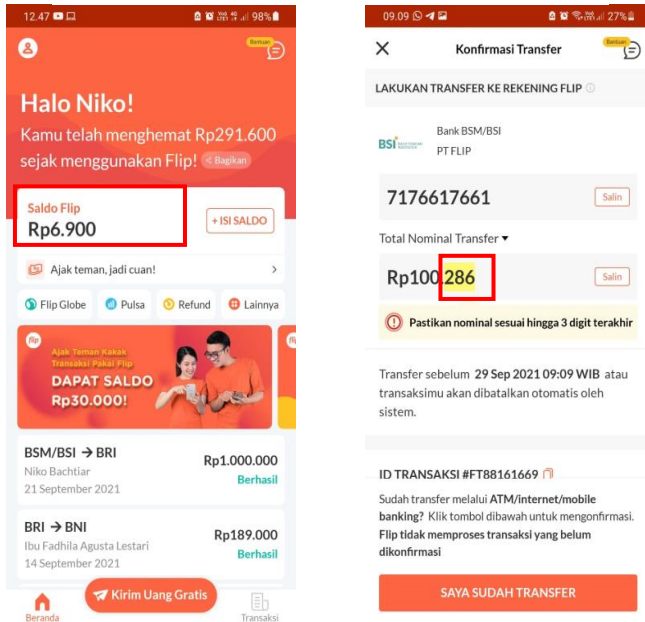 12.47
98%
Bantuan
Halo Niko!
Kamu telah menghemat Rp291.600
sejak menggunakan Flip!
Bagikan
Saldo Flip
Rp6.900
+ ISI SALDO
Ajak teman, jadi cuan!
Flip Globe
Pulsa
Refund
Lainnya
flip
Ajak Teman Kakak
Transaksi Pakai Flip
DAPAT SALDO
Rp30.000!
BSM/BSI → BRI
Rp1.000.000
Niko Bachtiar
Berhasil
21 September 2021
BRI → BNI
Rp189.000
Ibu Fadhila Agusta Lestari
Berhasil
14 September 2021
Kirim Uang Gratis
Beranda
Transaksi
09.09
27%
Konfirmasi Transfer
Bantuan
LAKUKAN TRANSFER KE REKENING FLIP
BSI
Bank BSM/BSI
PT FLIP
7176617661
Salin
Total Nominal Transfer
Rp100.286
Salin
Pastikan nominal sesuai hingga 3 digit terakhir
Transfer sebelum 29 Sep 2021 09:09 WIB atau
transaksimu akan dibatalkan otomatis oleh
sistem.
ID TRANSAKSI #FT88161669
Sudah transfer melalui ATM/internet/mobile
banking? Klik tombol dibawah untuk mengonfirmasi.
Flip tidak memproses transaksi yang belum
dikonfirmasi
SAYA SUDAH TRANSFER